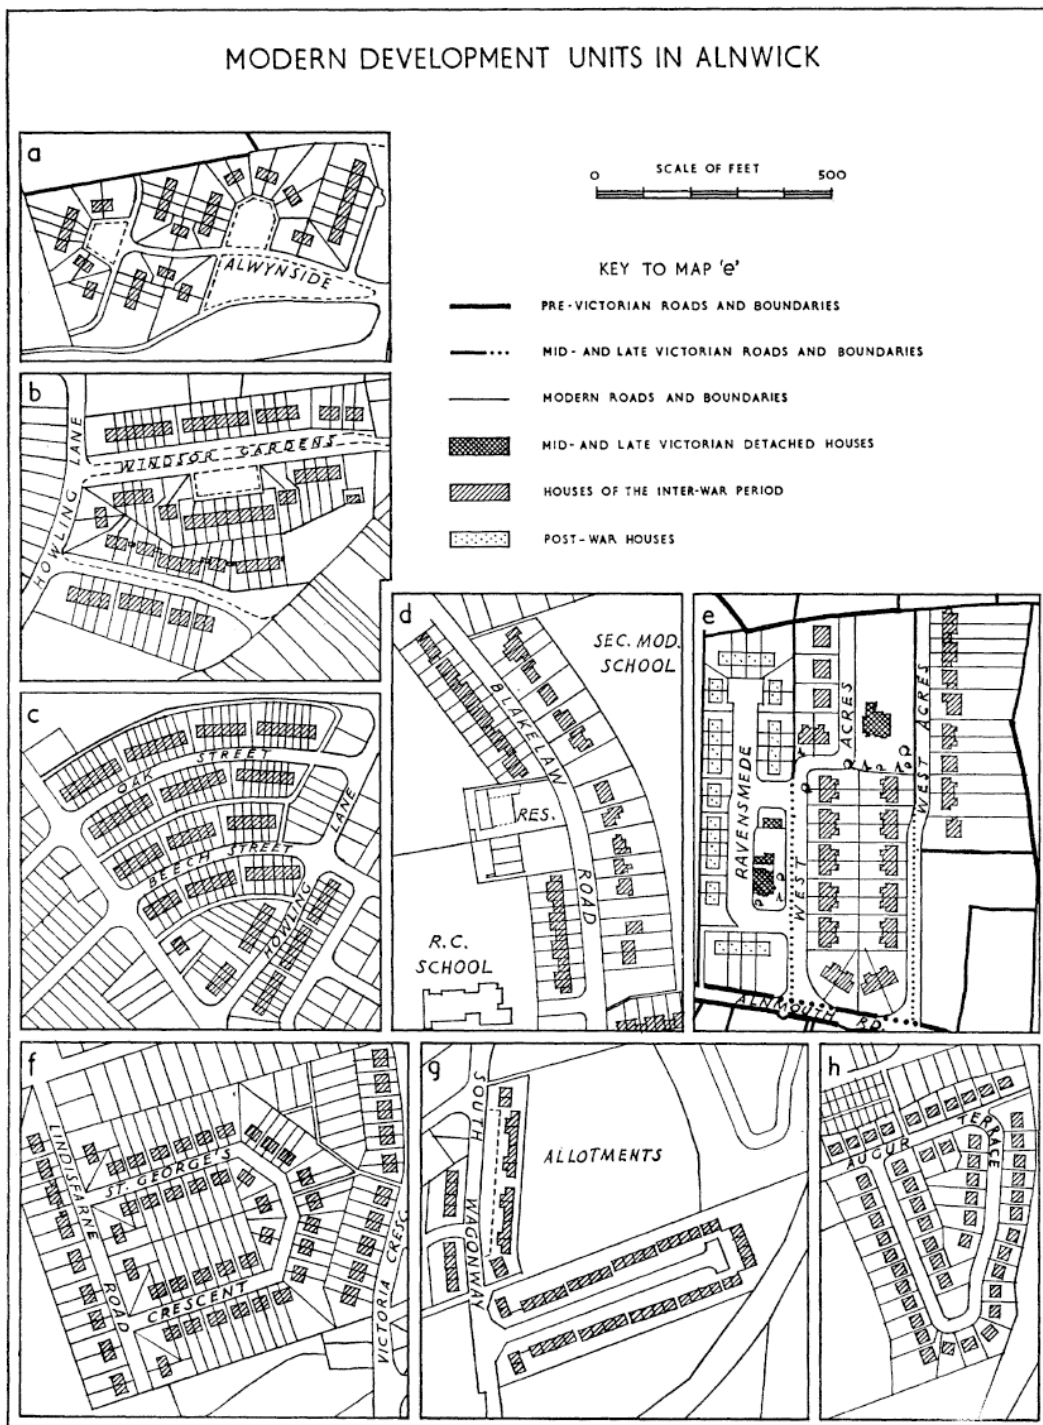 MODERN DEVELOPMENT UNITS IN ALNWICK
a
ALWYNSIDE
0 SCALE OF FEET 500
KEY TO MAP 'e'
PRE-VICTORIAN ROADS AND BOUNDARIES
MID- AND LATE VICTORIAN ROADS AND BOUNDARIES
MODERN ROADS AND BOUNDARIES
MID- AND LATE VICTORIAN DETACHED HOUSES
HOUSES OF THE INTER-WAR PERIOD
POST-WAR HOUSES
b
HOWLING LANE
WINDSOR GARDENS
c
OAK STREET
BEECH STREET
HOWLING LANE
d
BLAKELAW ROAD
SEC. MOD.
SCHOOL
RES.
R.C.
SCHOOL
e
RAVENSMEDE
WEST ACRES
WEST ACRES
ALNMOUTH RD.
f
LINDISFARNE ROAD
ST. GEORGE'S
CRESCENT
VICTORIA CRESC.
g
SOUTH WAGONWAY
ALLOTMENTS
h
AUGUR TERRACE